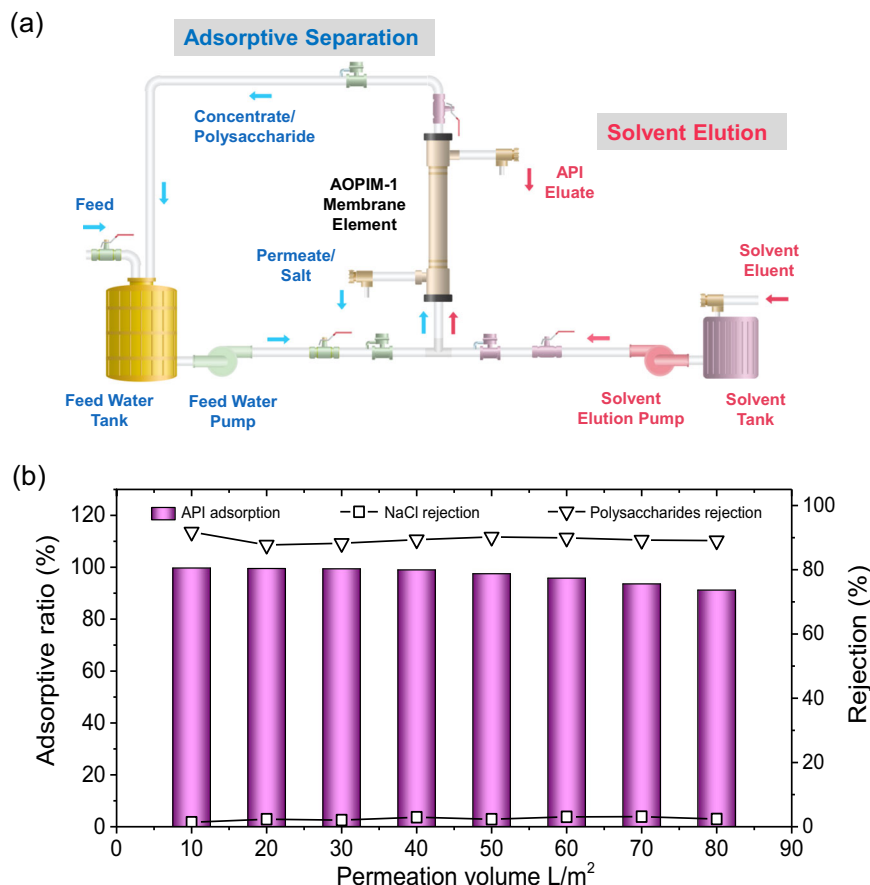 (a)
Adsorptive Separation
Concentrate/
Polysaccharide
Solvent Elution
API
Eluate
AOPIM-1
Membrane
Element
Feed
Permeate/
Salt
Solvent
Eluent
Feed Water
Tank
Feed Water
Pump
Solvent
Elution Pump
Solvent
Tank
(b)
API adsorption
NaCl rejection
Polysaccharides rejection
Adsorptive ratio (%)
120
100
80
60
40
20
0
Rejection (%)
100
80
60
40
20
0
0 10 20 30 40 50 60 70 80 90
Permeation volume L/m²